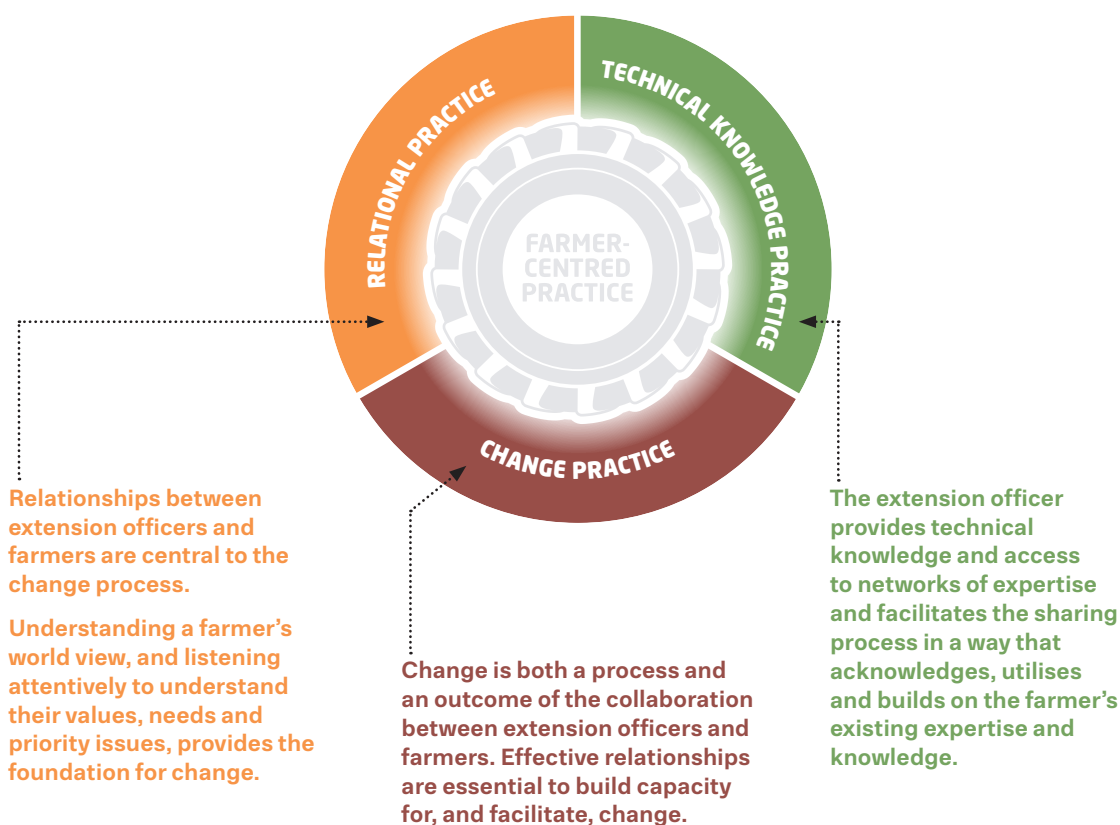 RELATIONAL PRACTICE
TECHNICAL KNOWLEDGE PRACTICE
FARMER-
CENTRED
PRACTICE
CHANGE PRACTICE
Relationships between
extension officers and
farmers are central to the
change process.
Understanding a farmer’s
world view, and listening
attentively to understand
their values, needs and
priority issues, provides the
foundation for change.
Change is both a process and
an outcome of the collaboration
between extension officers and
farmers. Effective relationships
are essential to build capacity
for, and facilitate, change.
The extension officer
provides technical
knowledge and access
to networks of expertise
and facilitates the sharing
process in a way that
acknowledges, utilises
and builds on the farmer’s
existing expertise and
knowledge.